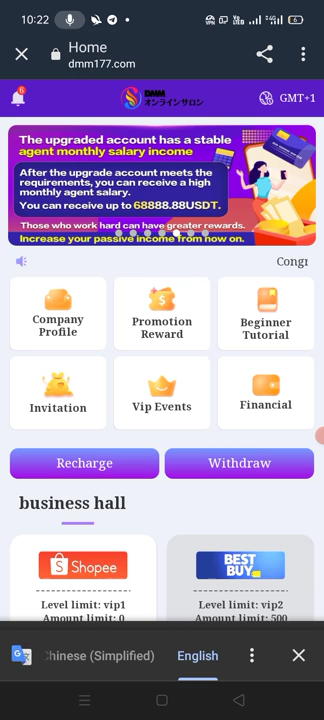 10:22
6
Home
dmm177.com
6
DMM
オンラインサロン
GMT+1
The upgraded account has a stable
agent monthly salary income
After the upgrade account meets the
requirements, you can receive a high
monthly agent salary.
You can receive up to 68888.88USDT.
Those who work hard can have greater rewards.
Increase your passive income from now on.
Congr
Company
Profile
Promotion
Reward
Beginner
Tutorial
Invitation
Vip Events
Financial
Recharge
Withdraw
business hall
Shopee
BEST
BUY
Level limit: vip1
Amount limit: 0
Level limit: vip2
Amount limit: 500
hinese (Simplified)
English